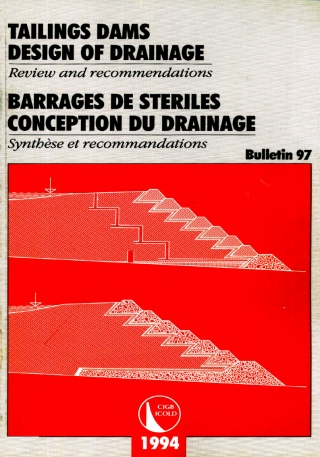 TAILINGS DAMS
DESIGN OF DRAINAGE
Review and recommendations
BARRAGES DE STERILES
CONCEPTION DU DRAINAGE
Synthèse et recommandations
Bulletin 97
CIGB
ICOLD
1994